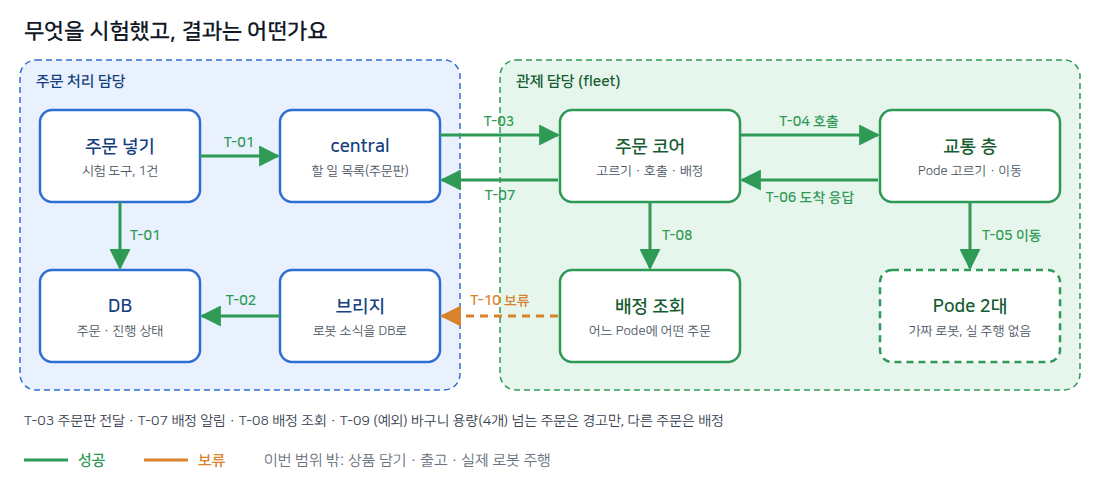 무엇을 시험했고, 결과는 어떤가요
주문 처리 담당
관제 담당 (fleet)
주문 넣기
시험 도구, 1건
T-01
central
할 일 목록(주문판)
T-03
T-07
주문 코어
고르기 · 호출 · 배정
T-04 호출
T-06 도착 응답
교통 층
Pode 고르기 · 이동
T-01
T-08
T-05 이동
DB
주문 · 진행 상태
T-02
브리지
로봇 소식을 DB로
T-10 보류
배정 조회
어느 Pode에 어떤 주문
Pode 2대
가짜 로봇, 실 주행 없음
T-03 주문판 전달 · T-07 배정 알림 · T-08 배정 조회 · T-09 (예외) 바구니 용량(4개) 넘는 주문은 경고만, 다른 주문은 배정
성공
보류
이번 범위 밖: 상품 담기 · 출고 · 실제 로봇 주행